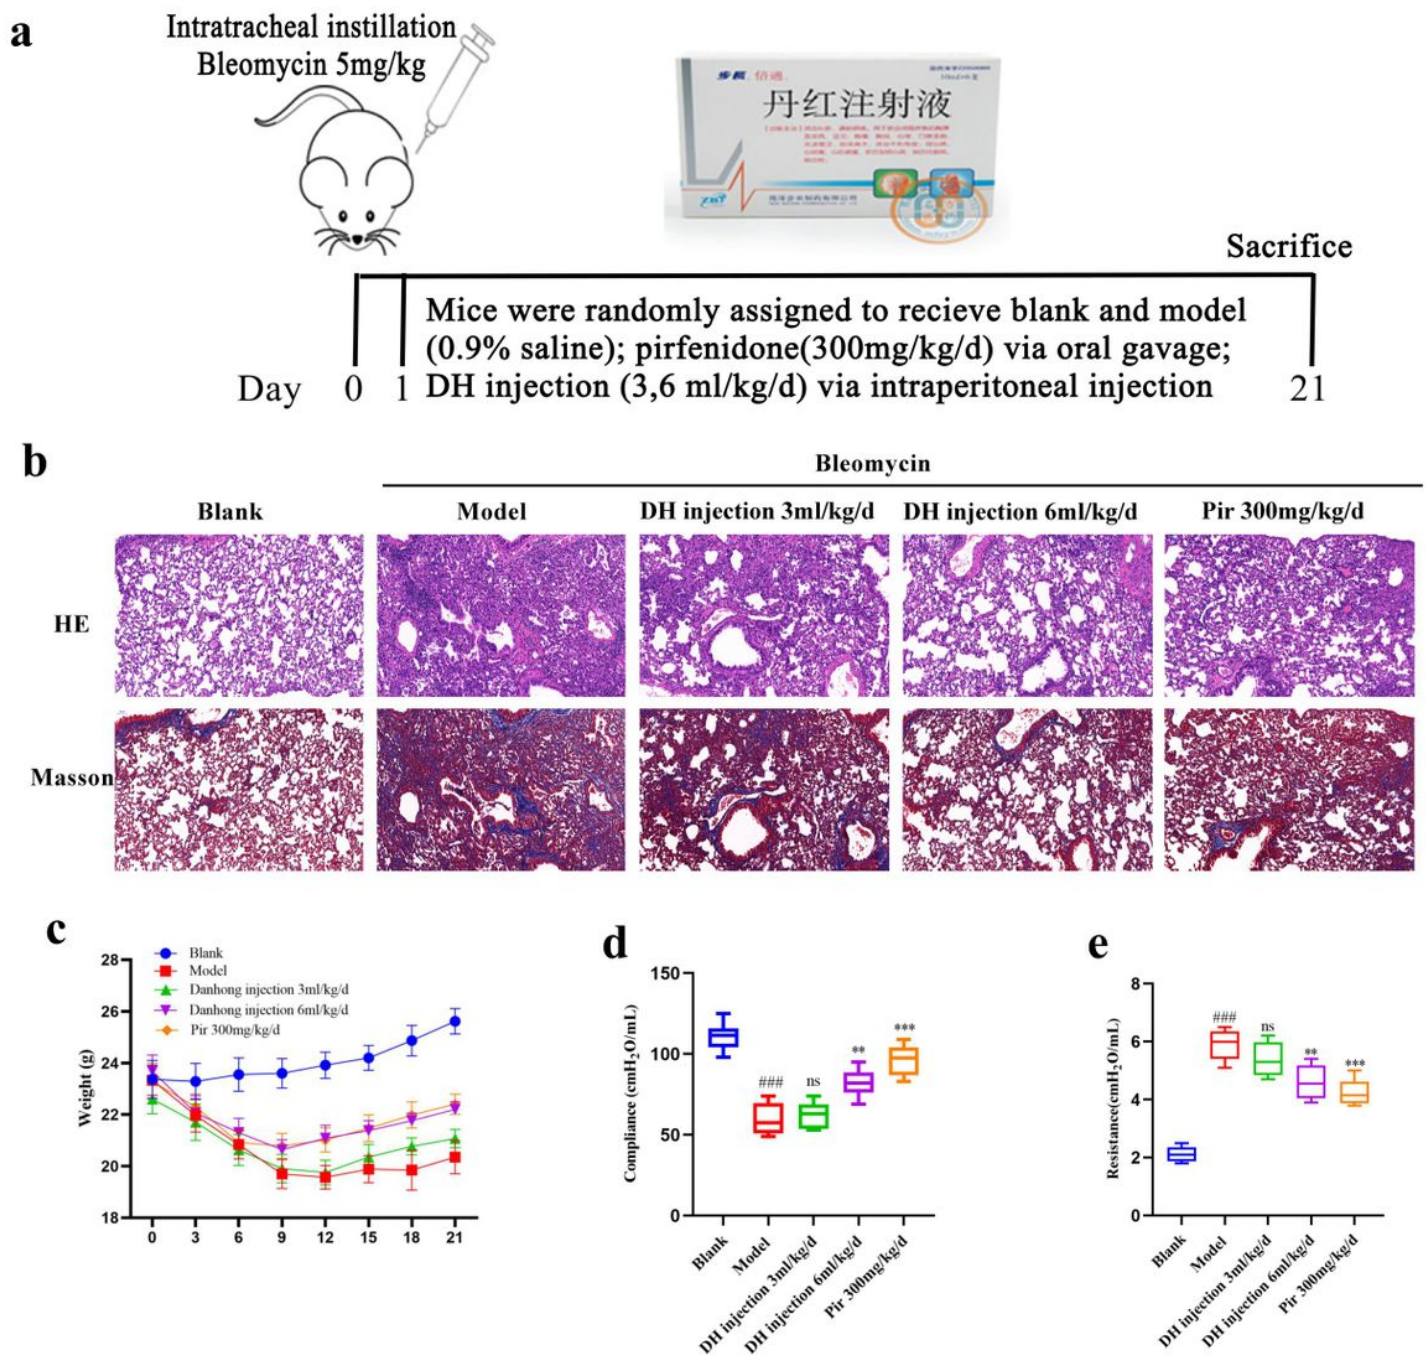 a
Intratracheal instillation
Bleomycin 5mg/kg
步长 倍通
丹红注射液
ZBT
Sacrifice
Mice were randomly assigned to recieve blank and model
(0.9% saline); pirfenidone(300mg/kg/d) via oral gavage;
DH injection (3,6 ml/kg/d) via intraperitoneal injection
Day 0 1 21
b
Bleomycin
Blank Model DH injection 3ml/kg/d DH injection 6ml/kg/d Pir 300mg/kg/d
HE
Masson
c
Blank
Model
Danhong injection 3ml/kg/d
Danhong injection 6ml/kg/d
Pir 300mg/kg/d
Weight (g)
28
26
24
22
20
18
0 3 6 9 12 15 18 21
d
Compliance (cmH₂O/mL)
150
100
50
0
###
ns
**
***
Blank
Model
DH injection 3ml/kg/d
DH injection 6ml/kg/d
Pir 300mg/kg/d
e
Resistance(cmH₂O/mL)
8
6
4
2
0
###
ns
**
***
Blank
Model
DH injection 3ml/kg/d
DH injection 6ml/kg/d
Pir 300mg/kg/d